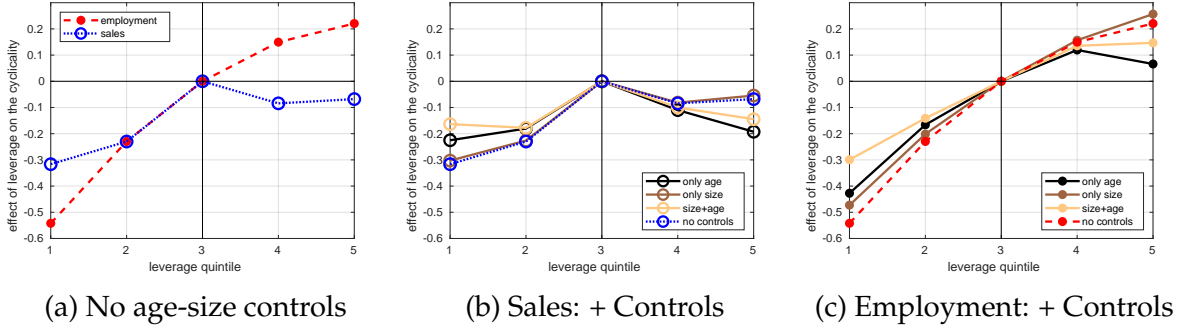 0.2
0.1
0
-0.1
-0.2
-0.3
-0.4
-0.5
-0.6
effect of leverage on the cyclicality
employment
sales
1 2 3 4 5
leverage quintile
(a) No age-size controls
0.2
0.1
0
-0.1
-0.2
-0.3
-0.4
-0.5
-0.6
effect of leverage on the cyclicality
only age
only size
size+age
no controls
1 2 3 4 5
leverage quintile
(b) Sales: + Controls
0.2
0.1
0
-0.1
-0.2
-0.3
-0.4
-0.5
-0.6
effect of leverage on the cyclicality
only age
only size
size+age
no controls
1 2 3 4 5
leverage quintile
(c) Employment: + Controls